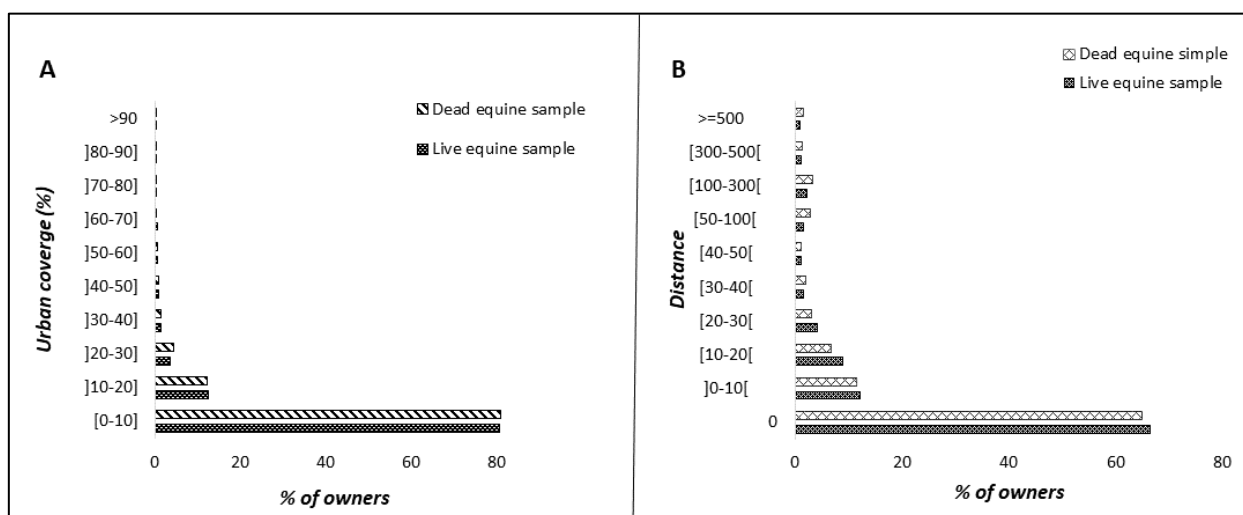 A
Dead equine sample
Live equine sample
Urban coverge (%)
>90
]80-90]
]70-80]
]60-70]
]50-60]
]40-50]
]30-40]
]20-30]
]10-20]
[0-10]
0 20 40 60 80
% of owners
B
Dead equine simple
Live equine sample
Distance
>=500
[300-500[
[100-300[
[50-100[
[40-50[
[30-40[
[20-30[
[10-20[
]0-10[
0
0 20 40 60 80
% of owners